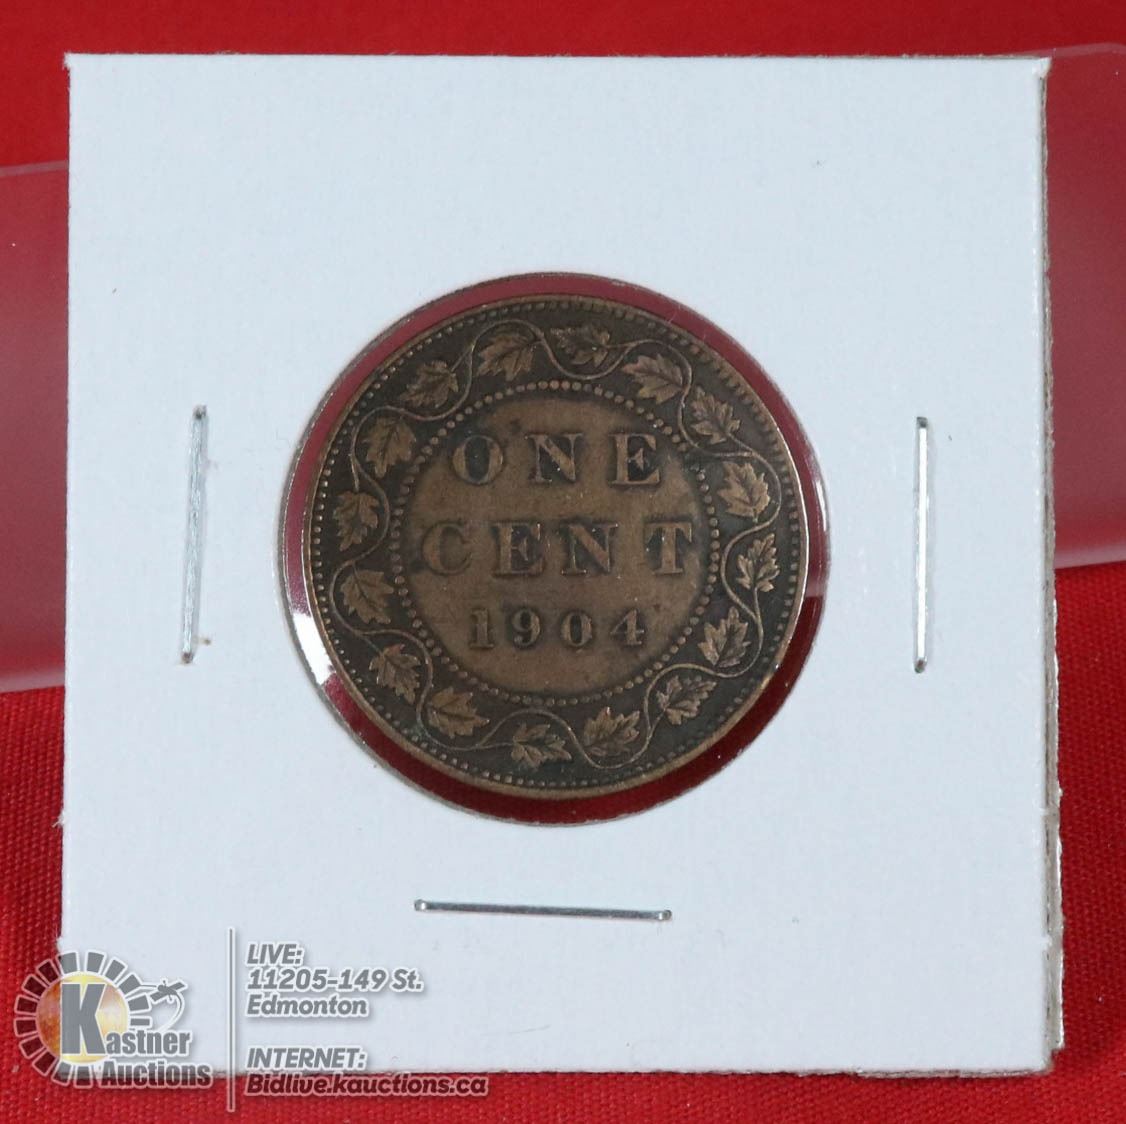 ONE
CENT
1904
LIVE:
11205-149 St.
Edmonton
Kastner
Auctions
INTERNET:
Bidlive.kauctions.ca